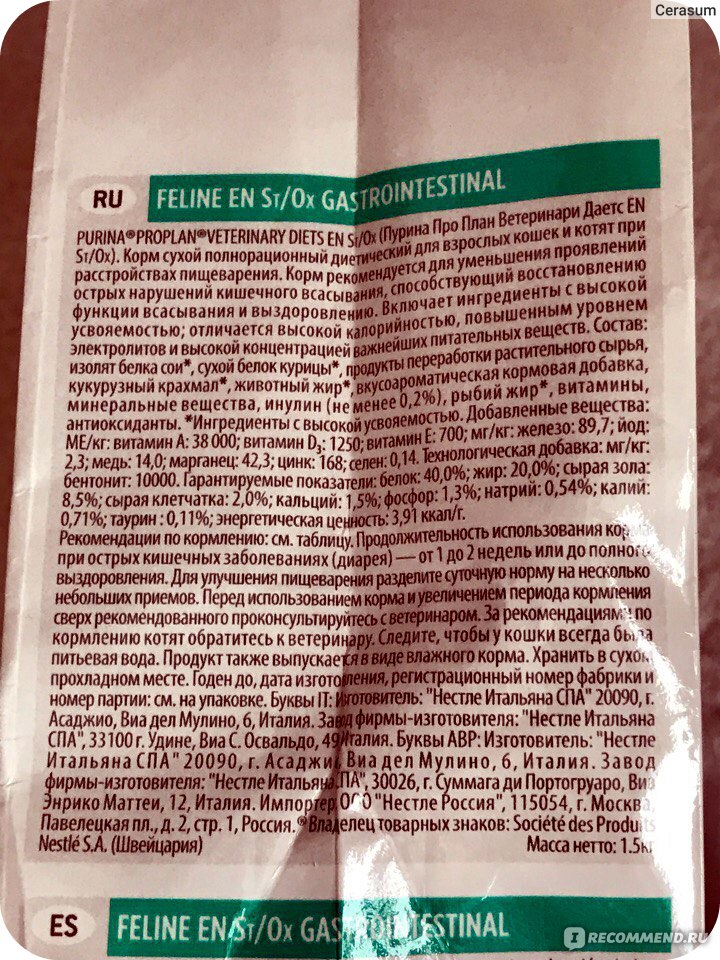 Cerasum
RU FELINE EN ST/OX GASTROINTESTINAL
PURINA®PROPLAN®VETERINARY DIETS EN ST/OX (Пурина Про План Ветеринари Даетс EN
ST/OX). Корм сухой полнорационный диетический для взрослых кошек и котят при
расстройствах пищеварения. Корм рекомендуется для уменьшения проявлений
острых нарушений кишечного всасывания, способствующий восстановлению
функции всасывания и выздоровлению. Включает ингредиенты с высокой
усвояемостью; отличается высокой калорийностью, повышенным уровнем
электролитов и высокой концентрацией важнейших питательных веществ. Состав:
изолят белка сои*, сухой белок курицы*, продукты переработки растительного сырья,
кукурузный крахмал*, животный жир*, вкусоароматическая кормовая добавка,
минеральные вещества, инулин (не менее 0,2%), рыбий жир*, витамины,
антиоксиданты. *Ингредиенты с высокой усвояемостью. Добавленные вещества:
МЕ/кг: витамин А: 38 000; витамин D₃: 1250; витамин Е: 700; мг/кг: железо: 89,7; йод:
2,3; медь: 14,0; марганец: 42,3; цинк: 168; селен: 0,14. Технологическая добавка: мг/кг:
бентонит: 10000. Гарантируемые показатели: белок: 40,0%; жир: 20,0%; сырая зола:
8,5%; сырая клетчатка: 2,0%; кальций: 1,5%; фосфор: 1,3%; натрий: 0,54%; калий:
0,71%; таурин : 0,11%; энергетическая ценность: 3,91 ккал/г.
Рекомендации по кормлению: см. таблицу. Продолжительность использования корма
при острых кишечных заболеваниях (диарея) — от 1 до 2 недель или до полного
выздоровления. Для улучшения пищеварения разделите суточную норму на несколько
небольших приемов. Перед использованием корма и увеличением периода кормления
сверх рекомендованного проконсультируйтесь с ветеринаром. За рекомендациями по
кормлению котят обратитесь к ветеринару. Следите, чтобы у кошки всегда была
питьевая вода. Продукт также выпускается в виде влажного корма. Хранить в сухом
прохладном месте. Годен до, дата изготовления, регистрационный номер фабрики и
номер партии: см. на упаковке. Буквы IT: Изготовитель: "Нестле Итальяна СПА" 20090, г.
Асаджио, Виа дел Мулино, 6, Италия. Завод фирмы-изготовителя: "Нестле Итальяна
СПА", 33100 г. Удине, Виа С. Освальдо, 49 Италия. Буквы АВР: Изготовитель: "Нестле
Итальяна СПА" 20090, г. Асаджи Виа дел Мулино, 6, Италия. Завод
фирмы-изготовителя: "Нестле Итальяна СПА", 30026, г. Суммага ди Портогруаро, Виа
Энрико Маттеи, 12, Италия. Импортер ООО "Нестле Россия", 115054, г. Москва,
Павелецкая пл., д. 2, стр. 1, Россия. ® Владелец товарных знаков: Société des Produits
Nestlé S.A. (Швейцария) Масса нетто: 1.5кг
ES FELINE EN ST/OX GASTROINTESTINAL
I RECOMMEND.RU